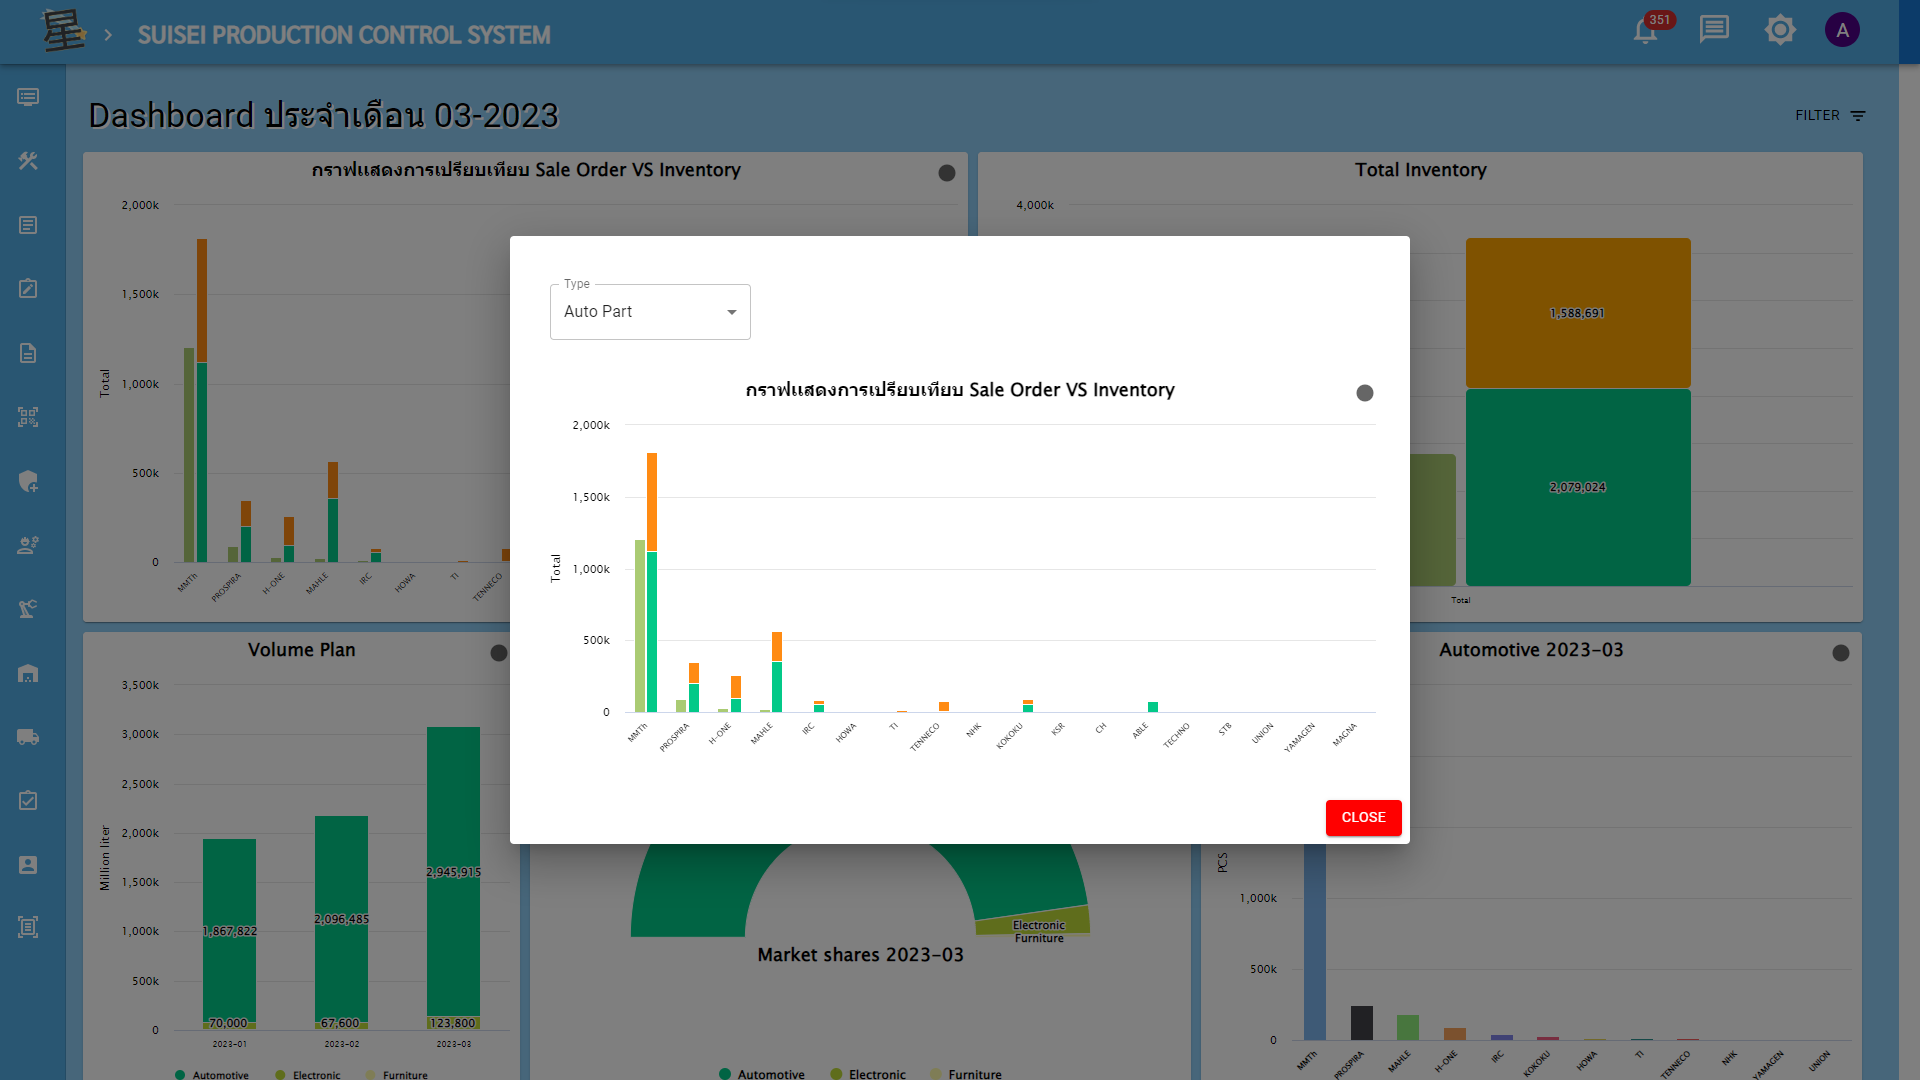 星
SUISEI PRODUCTION CONTROL SYSTEM
351
A
Dashboard ประจำเดือน 03-2023
FILTER
กราฟแสดงการเปรียบเทียบ Sale Order VS Inventory
2,000k
1,500k
1,000k
500k
0
Total
MMTh
PROSPIRA
H-ONE
MAHLE
IRC
HOWA
TI
TENNECO
Total Inventory
4,000k
1,588,691
2,079,024
Total
Type
Auto Part
กราฟแสดงการเปรียบเทียบ Sale Order VS Inventory
2,000k
1,500k
1,000k
500k
0
Total
MMTh
PROSPIRA
H-ONE
MAHLE
IRC
HOWA
TI
TENNECO
NHK
KOKOKU
KSR
CH
ABLE
TECHNO
STB
UNION
YAMAGEN
MAGNA
CLOSE
Volume Plan
3,500k
3,000k
2,500k
2,000k
1,500k
1,000k
500k
0
Million liter
1,867,822
2,096,485
2,945,915
70,000
67,600
123,800
2023-01
2023-02
2023-03
Automotive
Electronic
Furniture
Electronic
Furniture
Market shares 2023-03
Automotive
Electronic
Furniture
Automotive 2023-03
PCS
1,000k
500k
0
MMTh
PROSPIRA
MAHLE
H-ONE
IRC
KOKOKU
HOWA
TI
TENNECO
NHK
YAMAGEN
UNION